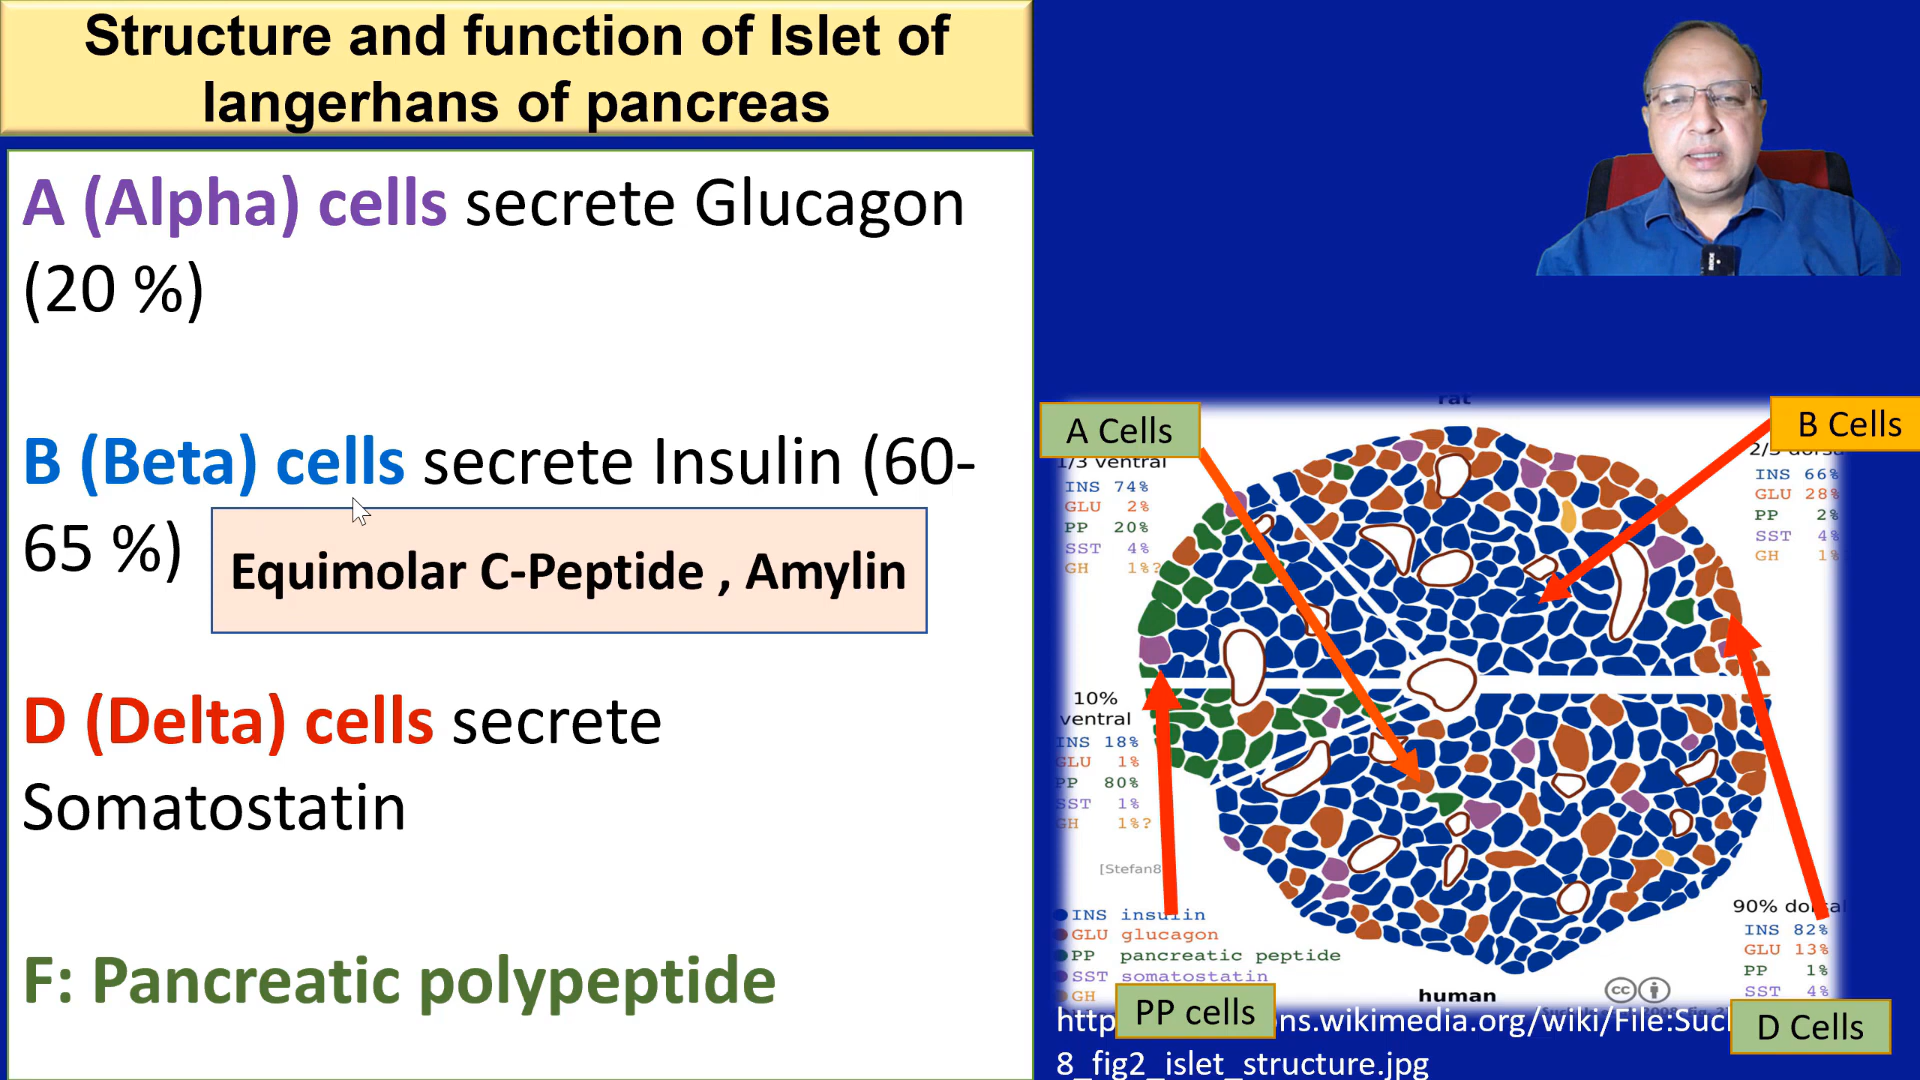 Structure and function of Islet of
langerhans of pancreas
A (Alpha) cells secrete Glucagon
(20 %)
B (Beta) cells secrete Insulin (60-
65 %)
Equimolar C-Peptide , Amylin
D (Delta) cells secrete
Somatostatin
F: Pancreatic polypeptide
rat
A Cells
B Cells
1/3 ventral
INS 74%
GLU 2%
PP 20%
SST 4%
GH 1%?
INS 66%
GLU 28%
PP 2%
SST 4%
GH 1%
10%
ventral
INS 18%
GLU 1%
PP 80%
SST 1%
GH 1%?
[Stefan8
90% dorsal
INS 82%
GLU 13%
PP 1%
SST 4%
INS insulin
GLU glucagon
PP pancreatic peptide
SST somatostatin
GH
human
cc
PP cells
D Cells
http
ns.wikimedia.org/wiki/File:Suc
8_fig2_islet_structure.jpg